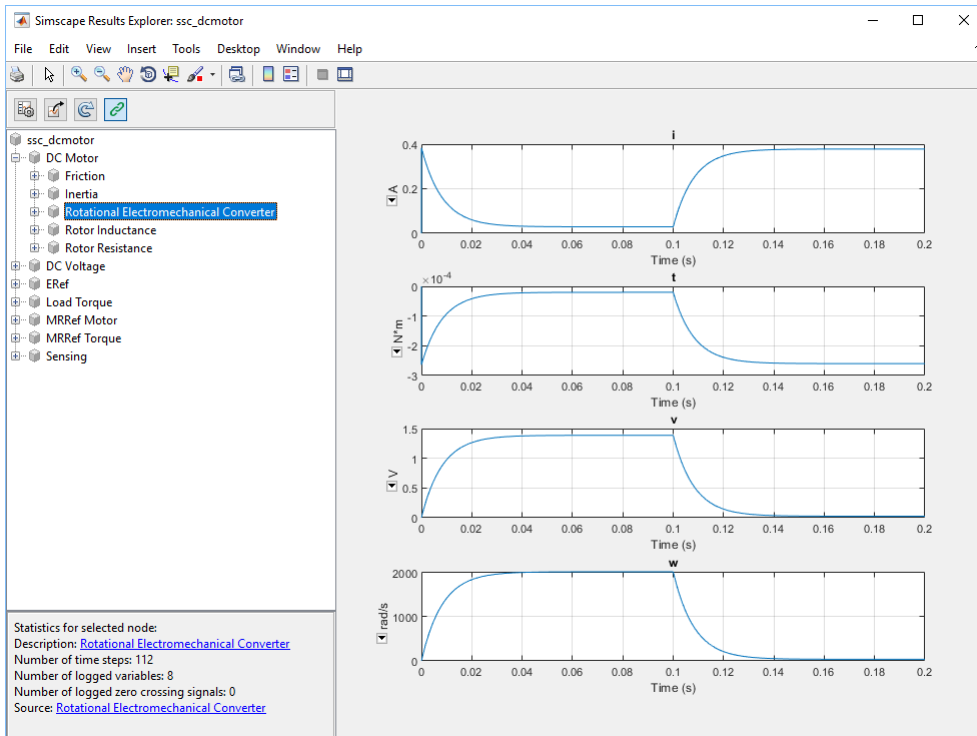 Simscape Results Explorer: ssc_dcmotor
File Edit View Insert Tools Desktop Window Help
ssc_dcmotor
DC Motor
Friction
Inertia
Rotational Electromechanical Converter
Rotor Inductance
Rotor Resistance
DC Voltage
ERef
Load Torque
MRRef Motor
MRRef Torque
Sensing
Statistics for selected node:
Description: Rotational Electromechanical Converter
Number of time steps: 112
Number of logged variables: 8
Number of logged zero crossing signals: 0
Source: Rotational Electromechanical Converter
i
0.4
0.2
0
A
0 0.02 0.04 0.06 0.08 0.1 0.12 0.14 0.16 0.18 0.2
Time (s)
×10⁻⁴
t
0
-1
-2
-3
N*m
0 0.02 0.04 0.06 0.08 0.1 0.12 0.14 0.16 0.18 0.2
Time (s)
v
1.5
1
0.5
0
V
0 0.02 0.04 0.06 0.08 0.1 0.12 0.14 0.16 0.18 0.2
Time (s)
w
2000
1000
0
rad/s
0 0.02 0.04 0.06 0.08 0.1 0.12 0.14 0.16 0.18 0.2
Time (s)